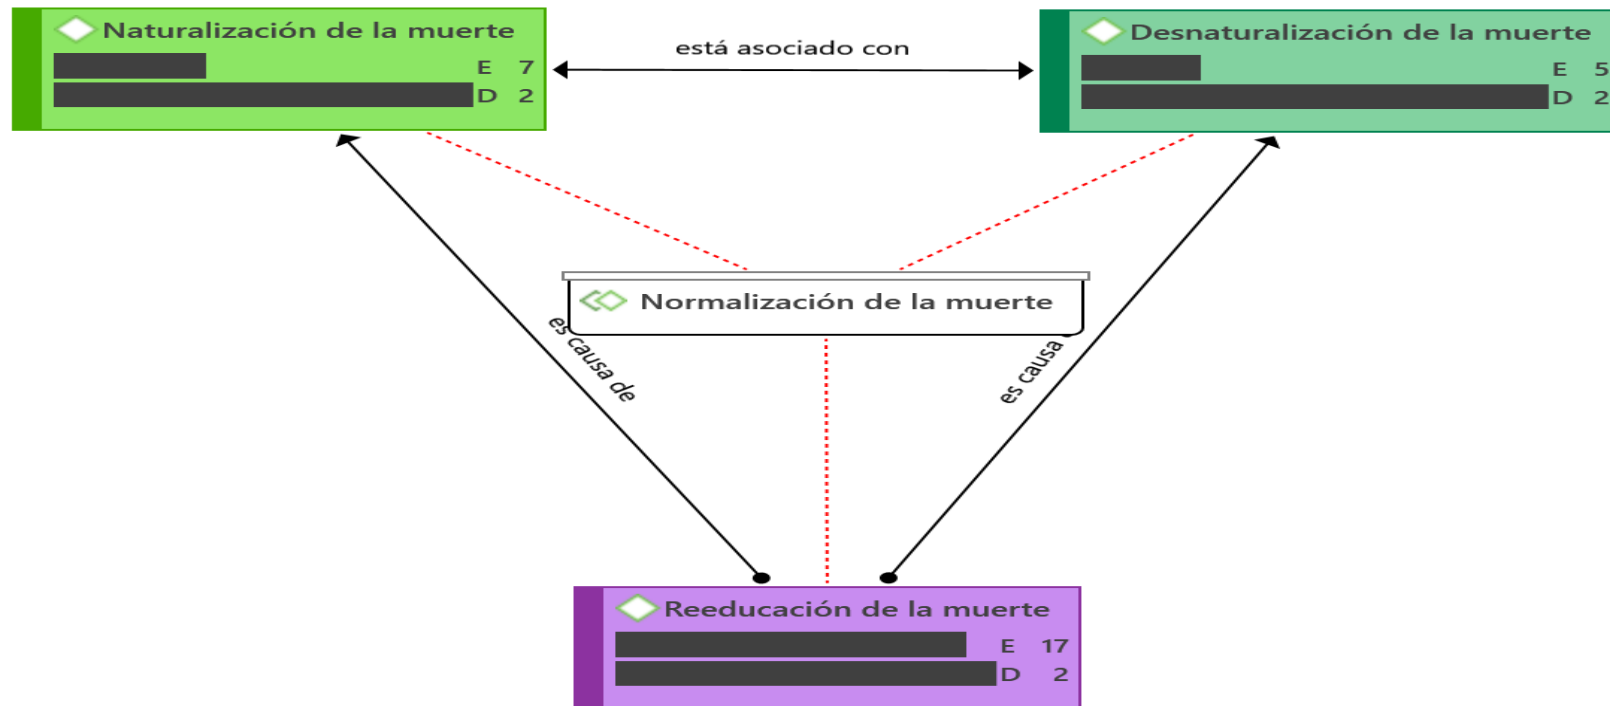 Naturalización de la muerte
E 7
D 2
está asociado con
Desnaturalización de la muerte
E 5
D 2
Normalización de la muerte
es causa de
es causa
Reeducación de la muerte
E 17
D 2